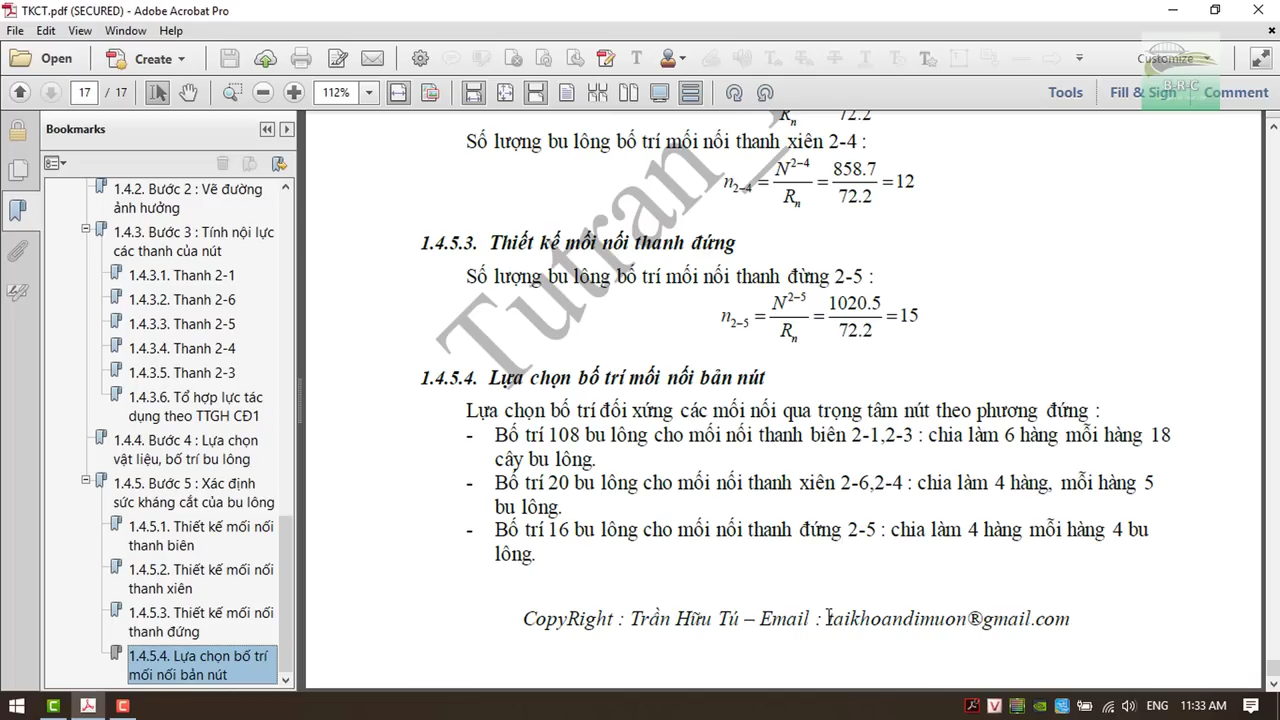 TKCT.pdf (SECURED) - Adobe Acrobat Pro
File Edit View Window Help
Open Create Customize
17 / 17 112% Tools Fill & Sign Comment
B-R-C
Bookmarks
1.4.2. Bước 2 : Vẽ đường
ảnh hưởng
1.4.3. Bước 3 : Tính nội lực
các thanh của nút
1.4.3.1. Thanh 2-1
1.4.3.2. Thanh 2-6
1.4.3.3. Thanh 2-5
1.4.3.4. Thanh 2-4
1.4.3.5. Thanh 2-3
1.4.3.6. Tổ hợp lực tác
dụng theo TTGH CĐ1
1.4.4. Bước 4 : Lựa chọn
vật liệu, bố trí bu lông
1.4.5. Bước 5 : Xác định
sức kháng cắt của bu lông
1.4.5.1. Thiết kế mối nối
thanh biên
1.4.5.2. Thiết kế mối nối
thanh xiên
1.4.5.3. Thiết kế mối nối
thanh đứng
1.4.5.4. Lựa chọn bố trí
mối nối bản nút
Rn 72.2
Số lượng bu lông bố trí mối nối thanh xiên 2-4 :
n2−4 = N2−4 / Rn = 858.7 / 72.2 = 12
1.4.5.3. Thiết kế mối nối thanh đứng
Số lượng bu lông bố trí mối nối thanh đừng 2-5 :
n2−5 = N2−5 / Rn = 1020.5 / 72.2 = 15
1.4.5.4. Lựa chọn bố trí mối nối bản nút
Lựa chọn bố trí đối xứng các mối nối qua trọng tâm nút theo phương đứng :
- Bố trí 108 bu lông cho mối nối thanh biên 2-1,2-3 : chia làm 6 hàng mỗi hàng 18
cây bu lông.
- Bố trí 20 bu lông cho mối nối thanh xiên 2-6,2-4 : chia làm 4 hàng, mỗi hàng 5
bu lông.
- Bố trí 16 bu lông cho mối nối thanh đứng 2-5 : chia làm 4 hàng mỗi hàng 4 bu
lông.
CopyRight : Trần Hữu Tú – Email : taikhoandimuon®gmail.com
Tutran_
ENG 11:33 AM